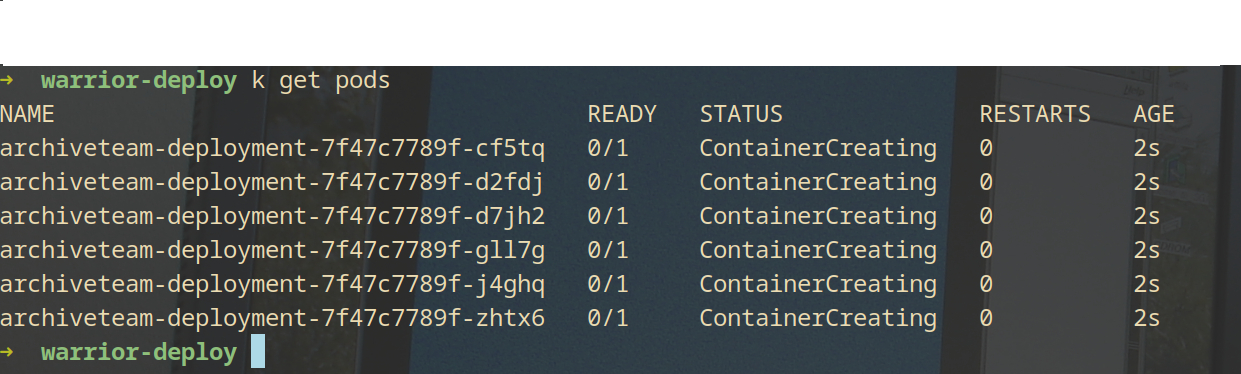 ➜ warrior-deploy k get pods
NAME READY STATUS RESTARTS AGE
archiveteam-deployment-7f47c7789f-cf5tq 0/1 ContainerCreating 0 2s
archiveteam-deployment-7f47c7789f-d2fdj 0/1 ContainerCreating 0 2s
archiveteam-deployment-7f47c7789f-d7jh2 0/1 ContainerCreating 0 2s
archiveteam-deployment-7f47c7789f-gll7g 0/1 ContainerCreating 0 2s
archiveteam-deployment-7f47c7789f-j4ghq 0/1 ContainerCreating 0 2s
archiveteam-deployment-7f47c7789f-zhtx6 0/1 ContainerCreating 0 2s
➜ warrior-deploy